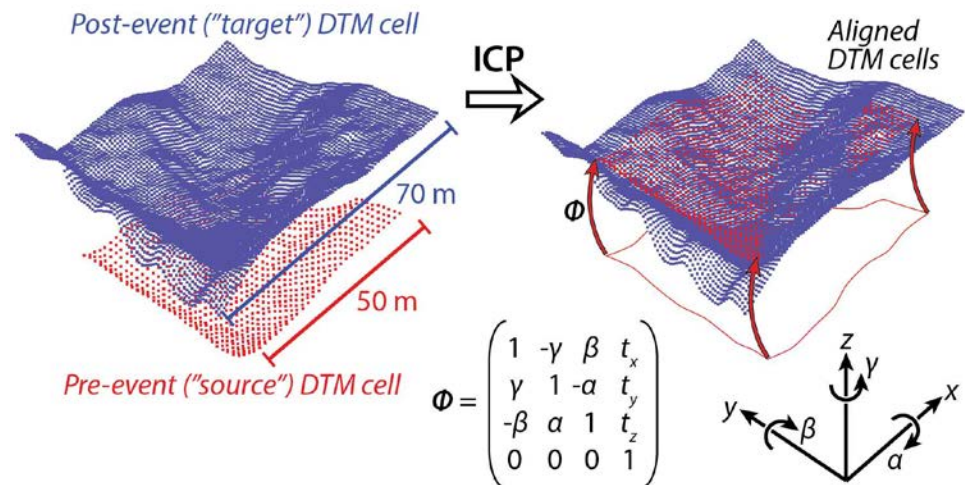 Post-event ("target") DTM cell
ICP
Aligned
DTM cells
70 m
50 m
Φ
Pre-event ("source") DTM cell
Φ =
1 -γ β tₓ
γ 1 -α t_y
-β α 1 t_z
0 0 0 1
z
γ
x
y
β
α